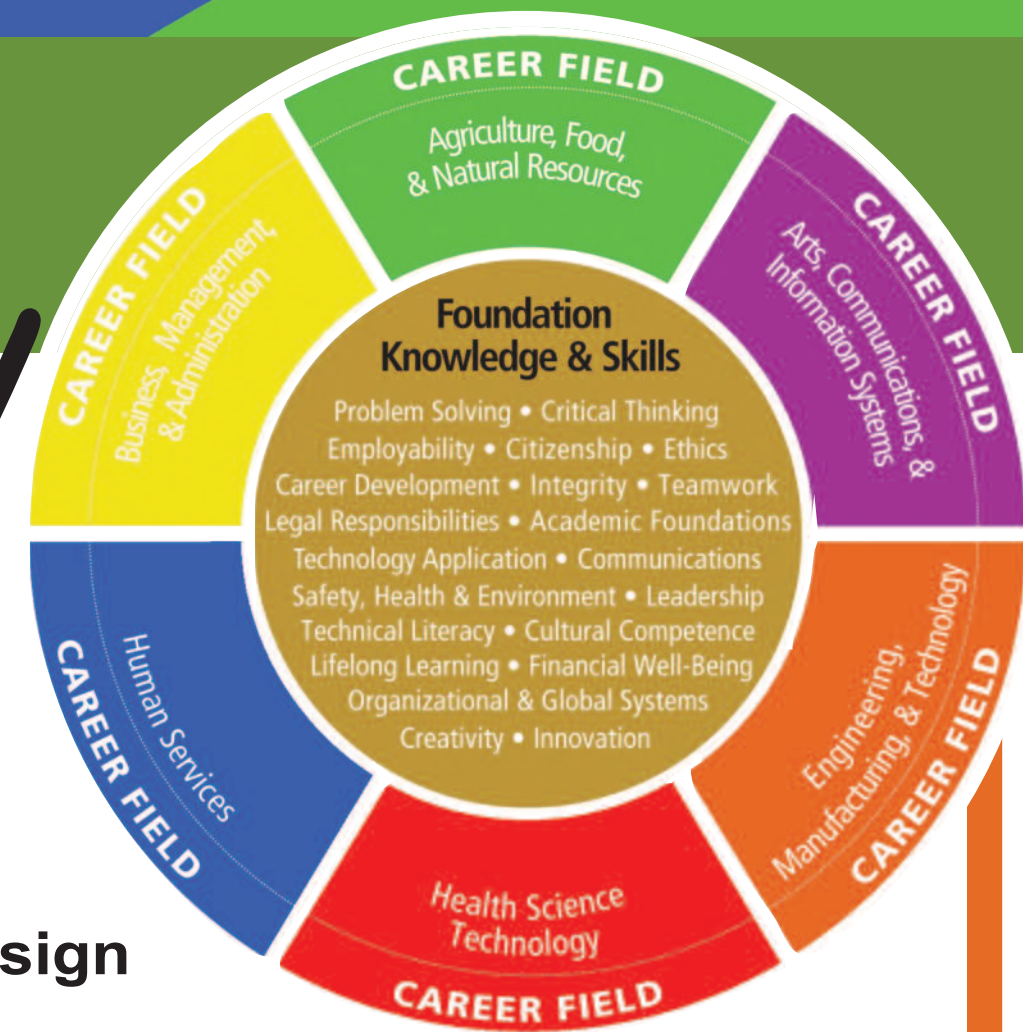 CAREER FIELD
Agriculture, Food,
& Natural Resources
CAREER FIELD
Arts, Communications, &
Information Systems
CAREER FIELD
Business, Management,
& Administration
Foundation
Knowledge & Skills
Problem Solving • Critical Thinking
Employability • Citizenship • Ethics
Career Development • Integrity • Teamwork
Legal Responsibilities • Academic Foundations
Technology Application • Communications
Safety, Health & Environment • Leadership
Technical Literacy • Cultural Competence
Lifelong Learning • Financial Well-Being
Organizational & Global Systems
Creativity • Innovation
Human Services
CAREER FIELD
Engineering,
Manufacturing, & Technology
CAREER FIELD
Health Science
Technology
CAREER FIELD
sign